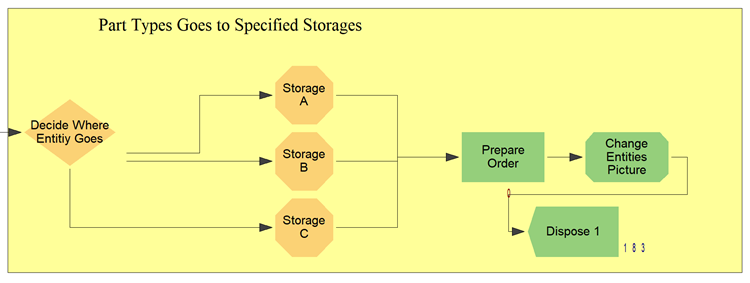 Part Types Goes to Specified Storages
Decide Where
Entitiy Goes
Storage
A
Storage
B
Storage
C
Prepare
Order
0
Change
Entities
Picture
Dispose 1
1 8 3